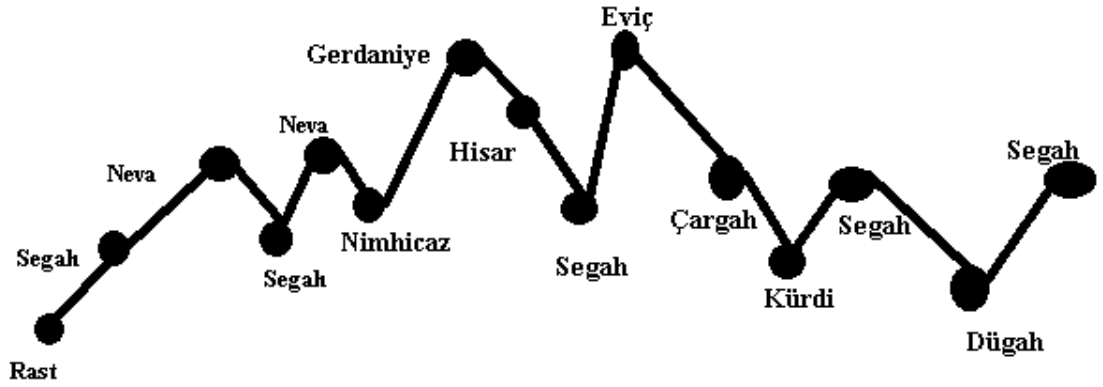 Rast
Segah
Neva
Segah
Neva
Nimhicaz
Gerdaniye
Hisar
Segah
Eviç
Çargah
Kürdi
Segah
Dügah
Segah